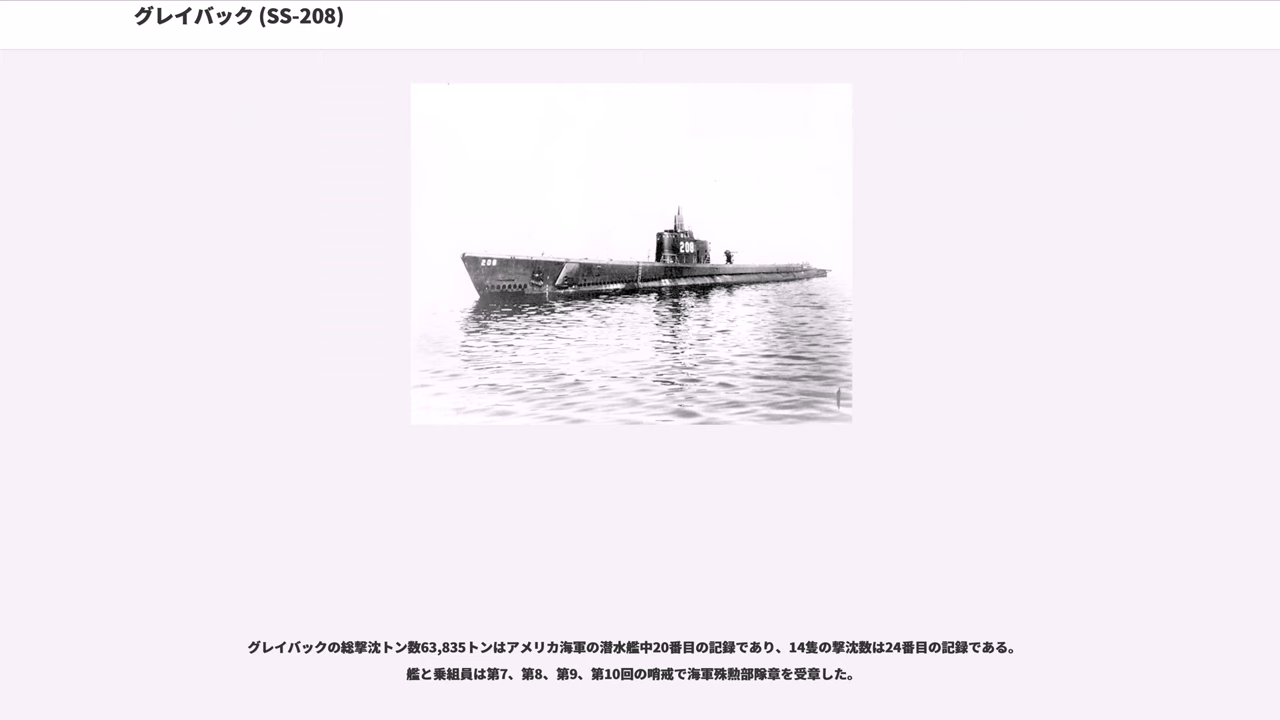 グレイバック (SS-208)
208
208
グレイバックの総撃沈トン数63,835トンはアメリカ海軍の潜水艦中20番目の記録であり、14隻の撃沈数は24番目の記録である。
艦と乗組員は第7、第8、第9、第10回の哨戒で海軍殊勲部隊章を受章した。